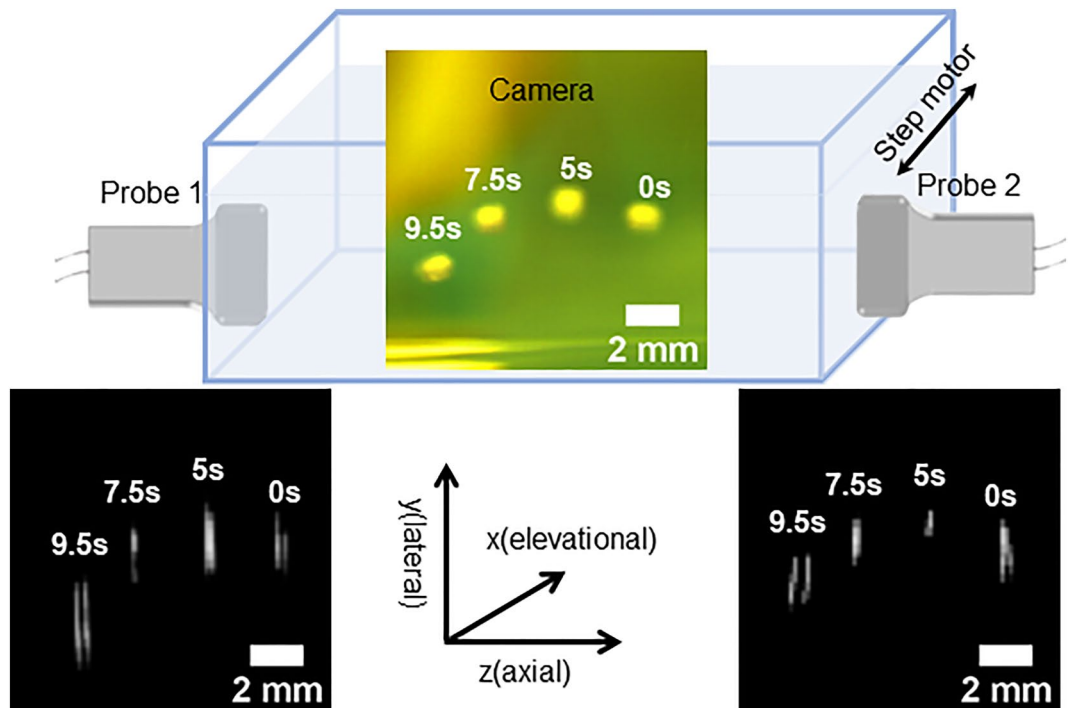 Camera
Step motor
Probe 1
Probe 2
7.5s
5s
0s
9.5s
2 mm
5s
7.5s
0s
9.5s
2 mm
y(lateral)
x(elevational)
z(axial)
7.5s
5s
0s
9.5s
2 mm